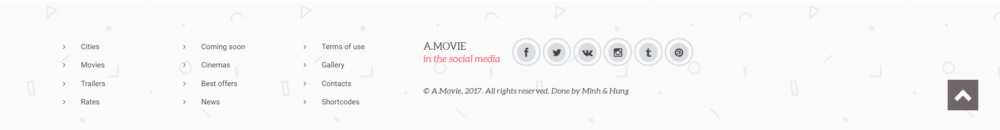 Cities
Movies
Trailers
Rates
Coming soon
Cinemas
Best offers
News
Terms of use
Gallery
Contacts
Shortcodes
A.MOVIE
in the social media
© A.Movie, 2017. All rights reserved. Done by Minh & Hung